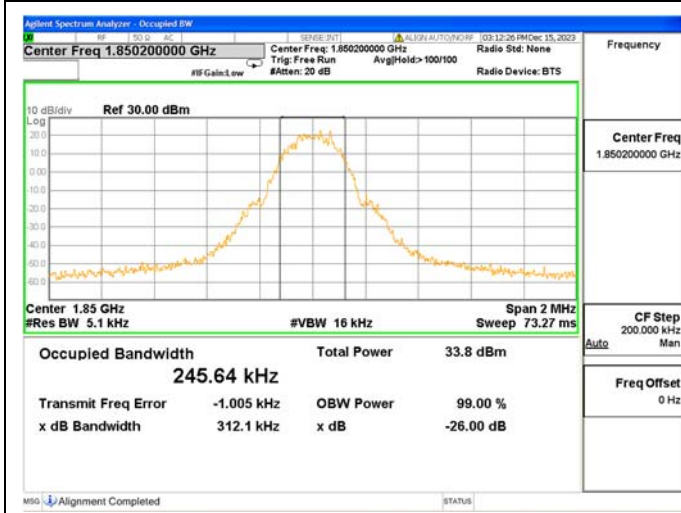 Agilent Spectrum Analyzer - Occupied BW
RF 50 Ω AC SENSE:INT ALIGN AUTO/NO RF 03:12:26 PM Dec 15, 2023
Center Freq 1.850200000 GHz
Center Freq: 1.850200000 GHz
Radio Std: None
Trig: Free Run Avg|Hold:> 100/100
#IFGain:Low
#Atten: 20 dB
Radio Device: BTS
10 dB/div Ref 30.00 dBm
Log
20.0
10.0
0.00
-10.0
-20.0
-30.0
-40.0
-50.0
-60.0
Center 1.85 GHz Span 2 MHz
#Res BW 5.1 kHz #VBW 16 kHz Sweep 73.27 ms
Occupied Bandwidth Total Power 33.8 dBm
245.64 kHz
Transmit Freq Error -1.005 kHz OBW Power 99.00 %
x dB Bandwidth 312.1 kHz x dB -26.00 dB
MSG Alignment Completed STATUS
Frequency
Center Freq
1.850200000 GHz
CF Step
200.000 kHz
Auto Man
Freq Offset
0 Hz